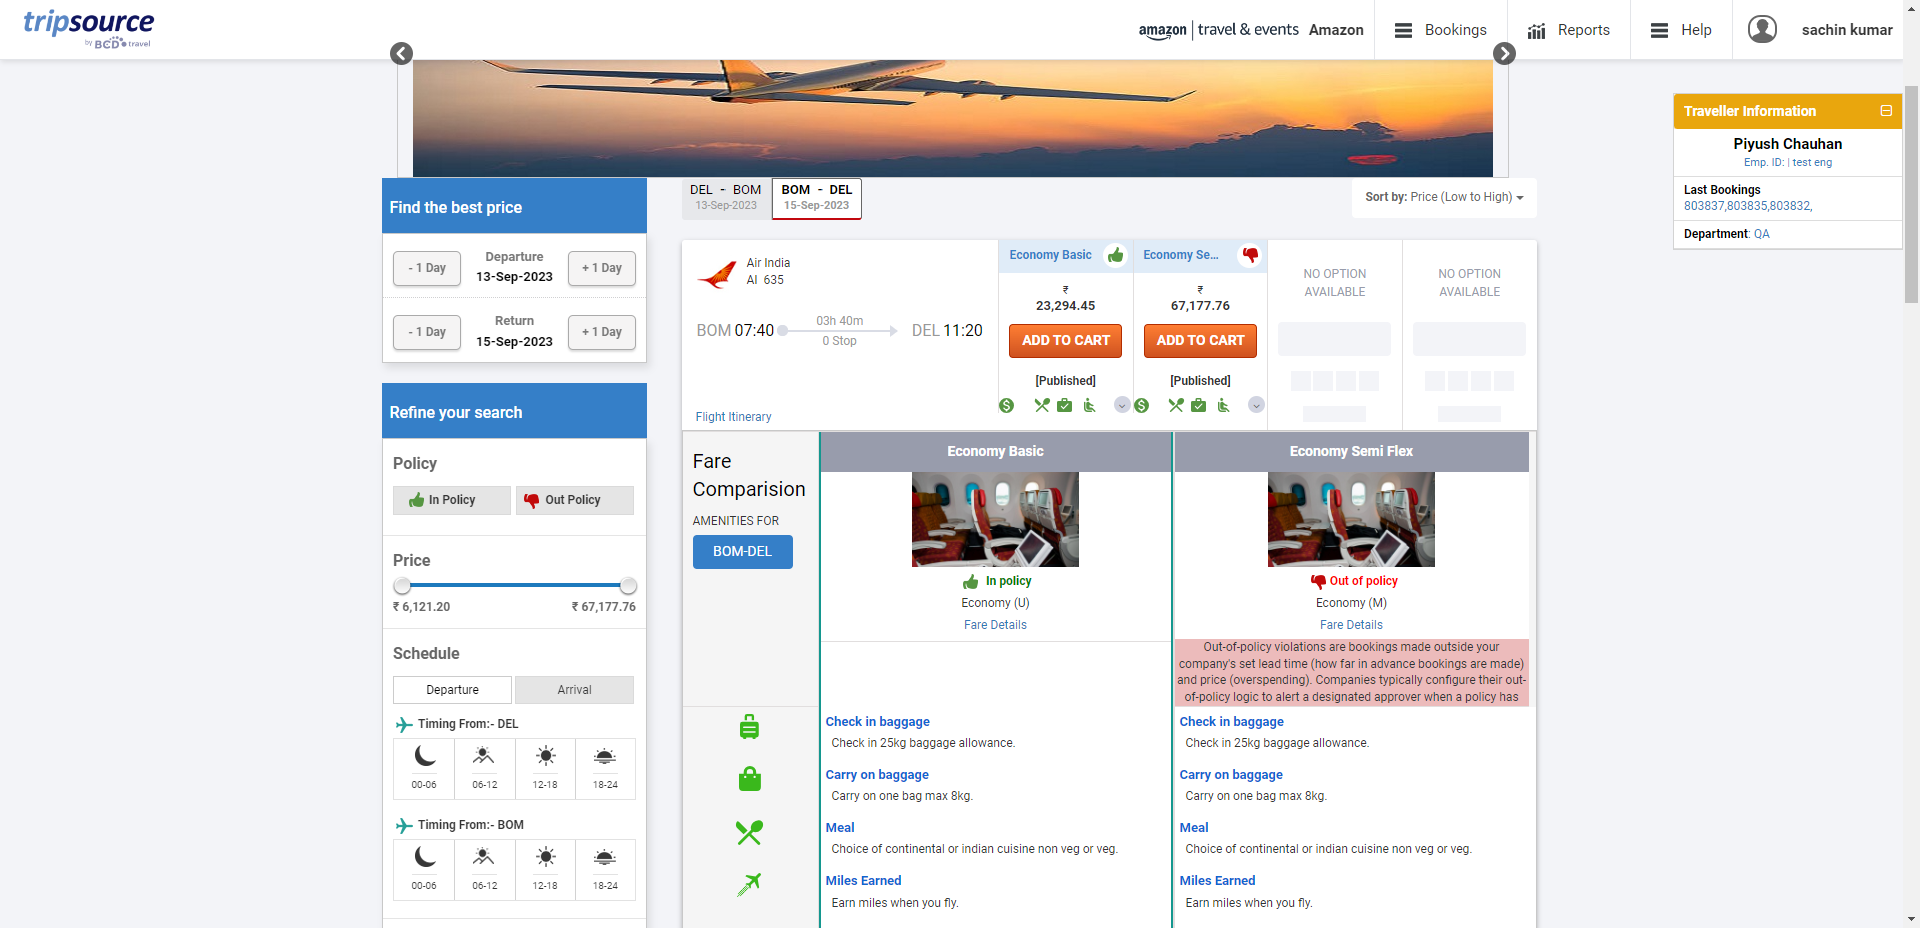 tripsource
by BCD travel
amazon | travel & events Amazon
Bookings
Reports
Help
sachin kumar
Traveller Information
Piyush Chauhan
Emp. ID: | test eng
Last Bookings
803837,803835,803832,
Department: QA
Find the best price
- 1 Day
Departure
13-Sep-2023
+ 1 Day
- 1 Day
Return
15-Sep-2023
+ 1 Day
Refine your search
Policy
In Policy
Out Policy
Price
₹ 6,121.20
₹ 67,177.76
Schedule
Departure
Arrival
Timing From:- DEL
00-06
06-12
12-18
18-24
Timing From:- BOM
00-06
06-12
12-18
18-24
DEL - BOM
13-Sep-2023
BOM - DEL
15-Sep-2023
Sort by: Price (Low to High)
Air India
AI 635
BOM 07:40
03h 40m
0 Stop
DEL 11:20
Flight Itinerary
Economy Basic
₹
23,294.45
ADD TO CART
[Published]
Economy Se...
₹
67,177.76
ADD TO CART
[Published]
NO OPTION
AVAILABLE
NO OPTION
AVAILABLE
Fare
Comparision
AMENITIES FOR
BOM-DEL
Economy Basic
In policy
Economy (U)
Fare Details
Check in baggage
Check in 25kg baggage allowance.
Carry on baggage
Carry on one bag max 8kg.
Meal
Choice of continental or indian cuisine non veg or veg.
Miles Earned
Earn miles when you fly.
Economy Semi Flex
Out of policy
Economy (M)
Fare Details
Out-of-policy violations are bookings made outside your
company's set lead time (how far in advance bookings are made)
and price (overspending). Companies typically configure their out-
of-policy logic to alert a designated approver when a policy has
Check in baggage
Check in 25kg baggage allowance.
Carry on baggage
Carry on one bag max 8kg.
Meal
Choice of continental or indian cuisine non veg or veg.
Miles Earned
Earn miles when you fly.